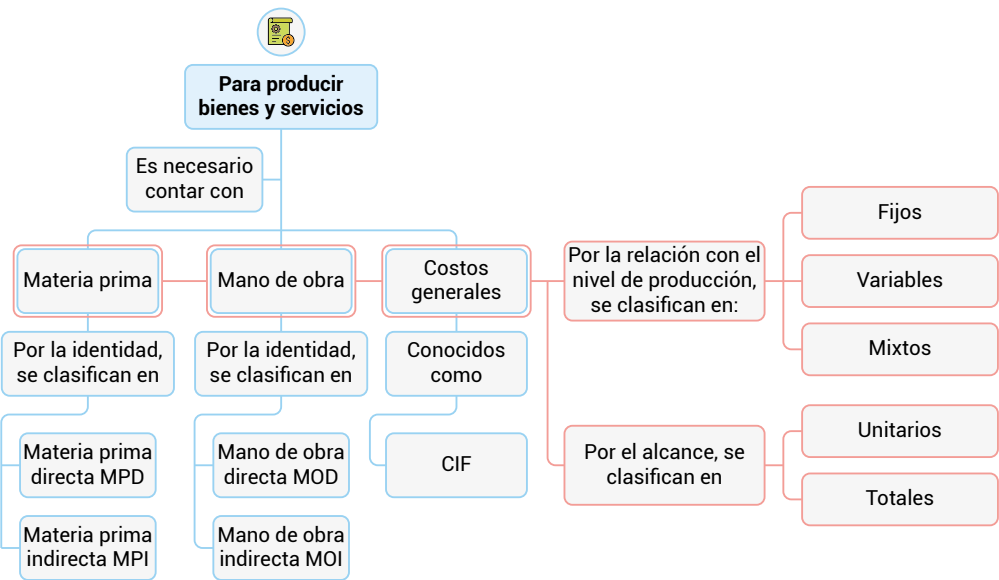 Para producir
bienes y servicios
Es necesario
contar con
Materia prima
Mano de obra
Costos
generales
Por la identidad,
se clasifican en
Por la identidad,
se clasifican en
Conocidos
como
Materia prima
directa MPD
Materia prima
indirecta MPI
Mano de obra
directa MOD
Mano de obra
indirecta MOI
CIF
Por la relación con el
nivel de producción,
se clasifican en:
Fijos
Variables
Mixtos
Por el alcance, se
clasifican en
Unitarios
Totales